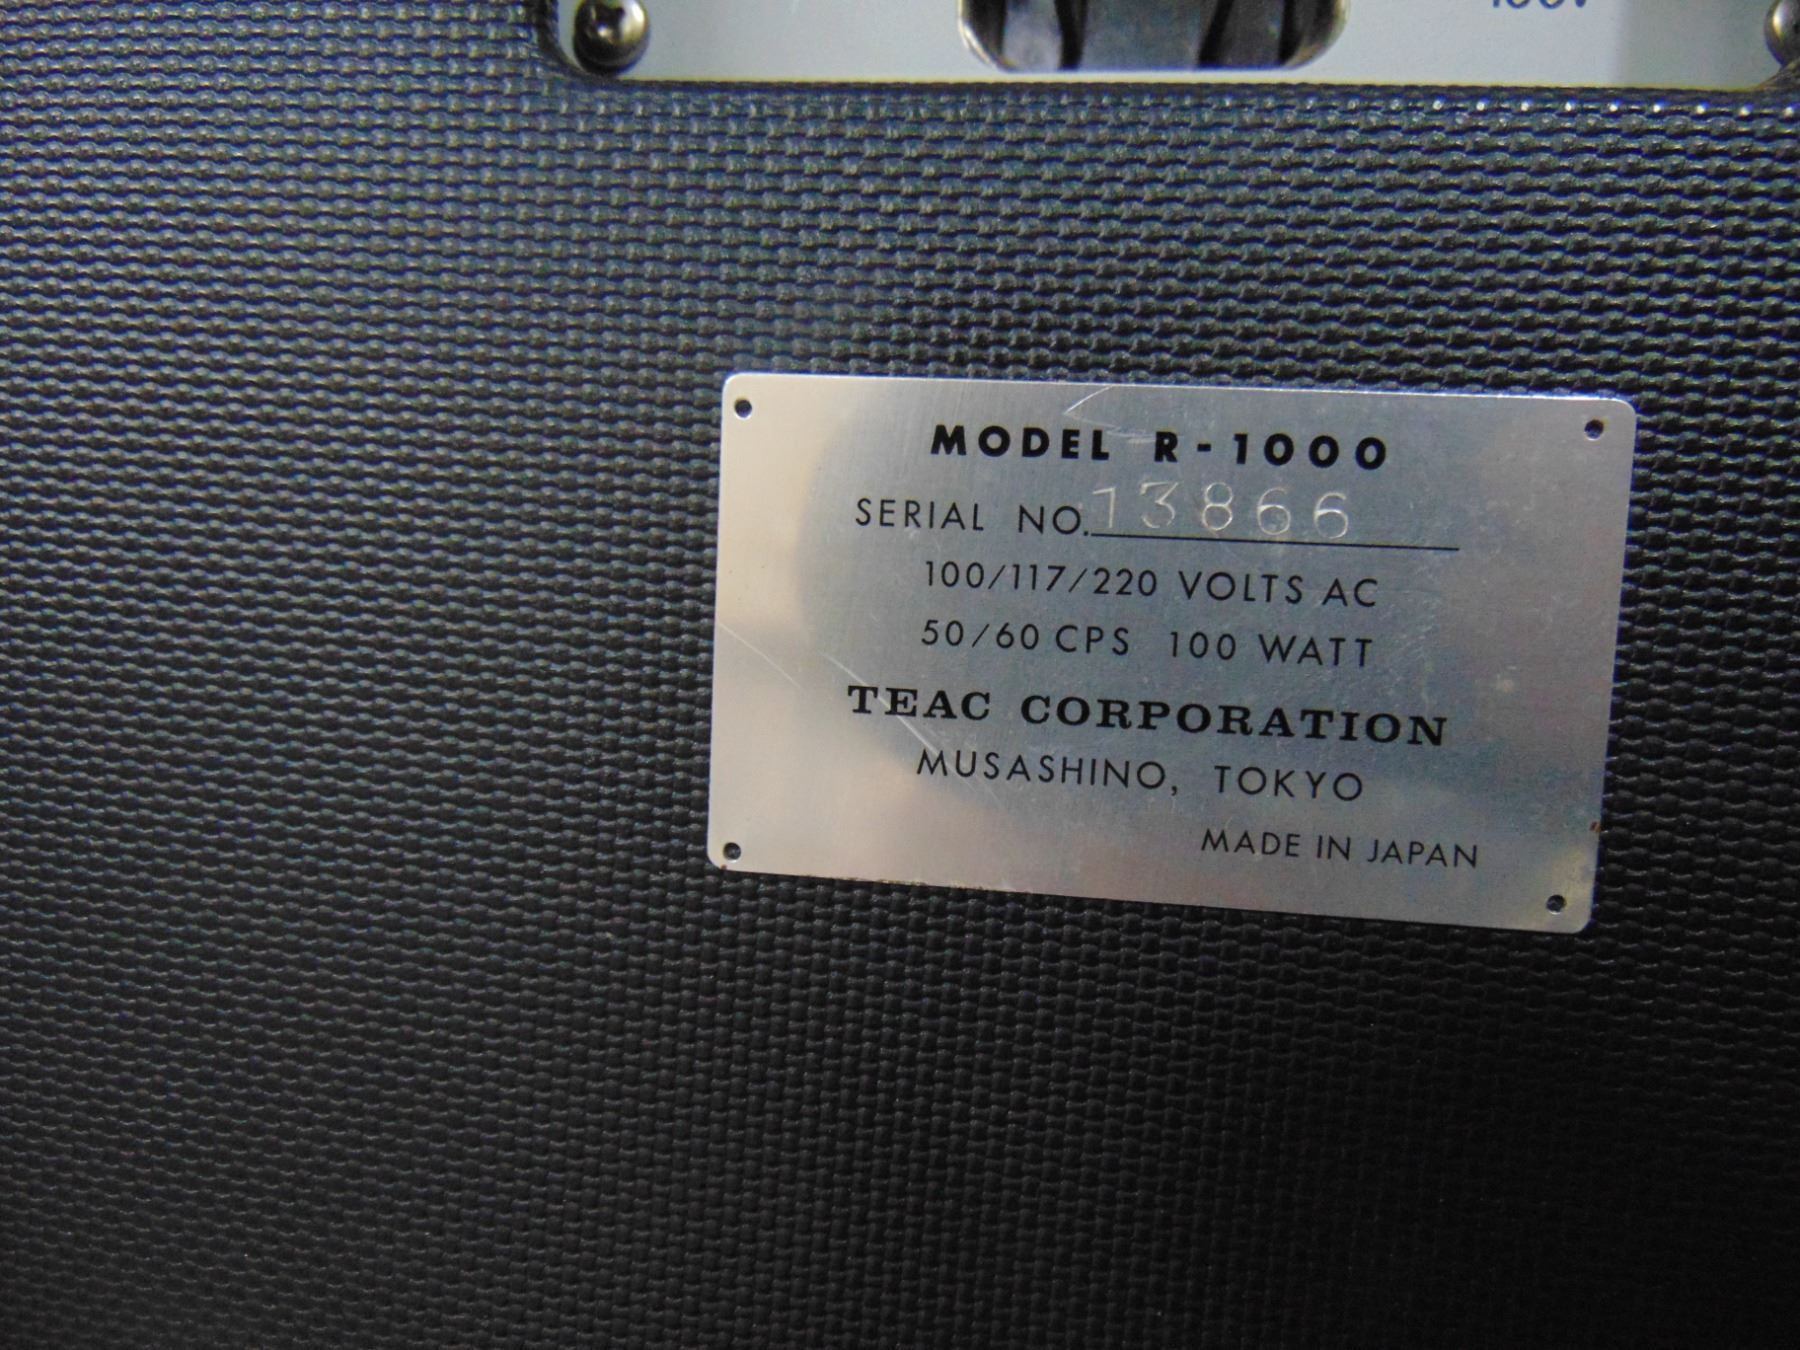 100V
MODEL R-1000
SERIAL NO. 13866
100/117/220 VOLTS AC
50/60 CPS 100 WATT
TEAC CORPORATION
MUSASHINO, TOKYO
MADE IN JAPAN